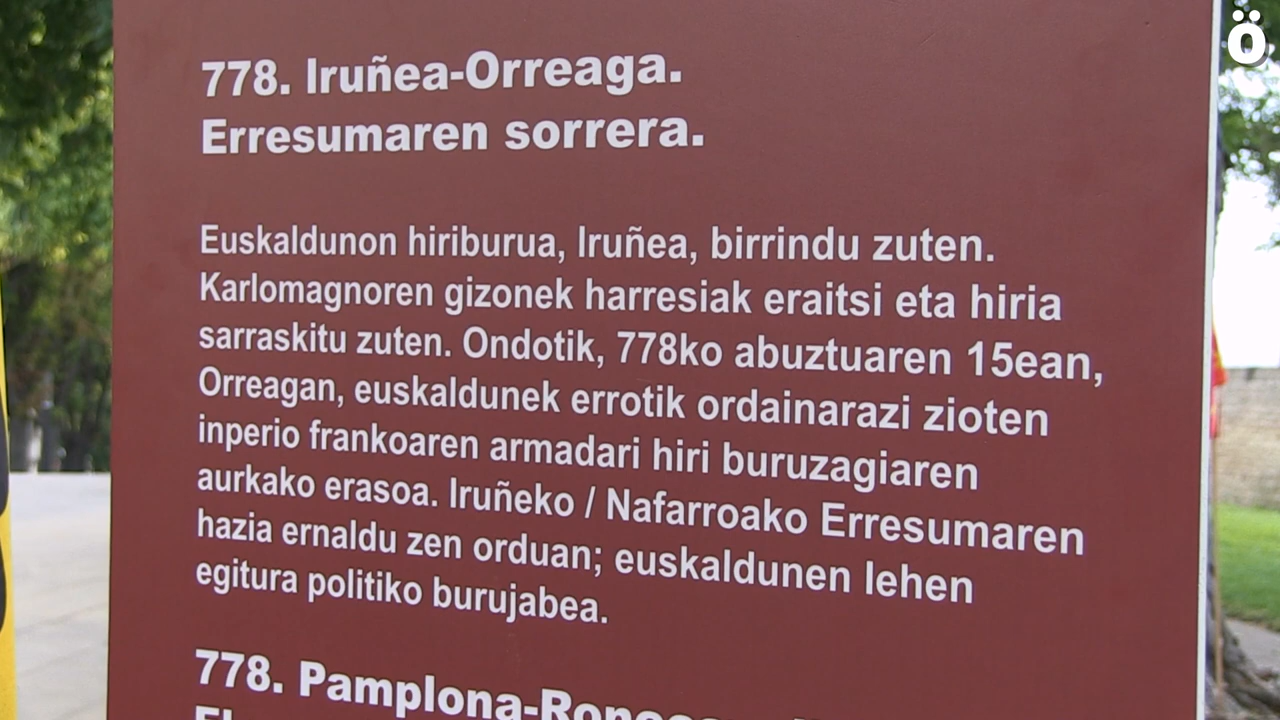 Ö
778. Iruñea-Orreaga.
Erresumaren sorrera.
Euskaldunon hiriburua, Iruñea, birrindu zuten.
Karlomagnoren gizonek harresiak eraitsi eta hiria
sarraskitu zuten. Ondotik, 778ko abuztuaren 15ean,
Orreagan, euskaldunek errotik ordainarazi zioten
inperio frankoaren armadari hiri buruzagiaren
aurkako erasoa. Iruñeko / Nafarroako Erresumaren
hazia ernaldu zen orduan; euskaldunen lehen
egitura politiko burujabea.
778. Pamplona-